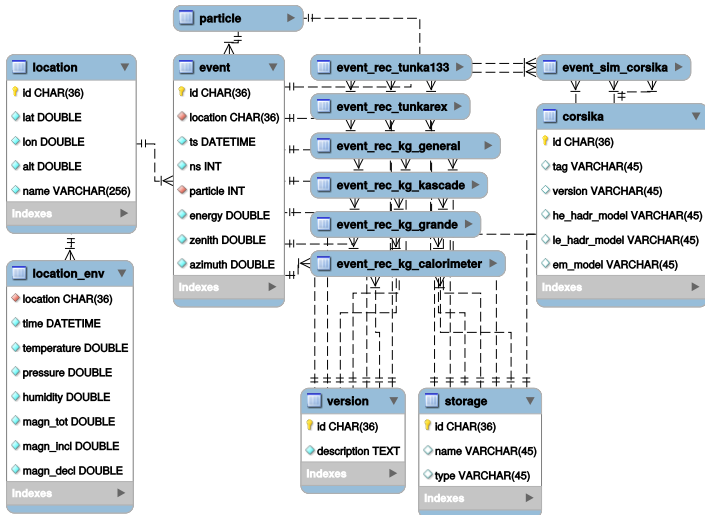 particle
location
id CHAR(36)
lat DOUBLE
lon DOUBLE
alt DOUBLE
name VARCHAR(256)
Indexes
event
id CHAR(36)
location CHAR(36)
ts DATETIME
ns INT
particle INT
energy DOUBLE
zenith DOUBLE
azimuth DOUBLE
Indexes
event_rec_tunka133
event_rec_tunkarex
event_rec_kg_general
event_rec_kg_kascade
event_rec_kg_grande
event_rec_kg_calorimeter
event_sim_corsika
corsika
id CHAR(36)
tag VARCHAR(45)
version VARCHAR(45)
he_hadr_model VARCHAR(45)
le_hadr_model VARCHAR(45)
em_model VARCHAR(45)
Indexes
location_env
location CHAR(36)
time DATETIME
temperature DOUBLE
pressure DOUBLE
humidity DOUBLE
magn_tot DOUBLE
magn_incl DOUBLE
magn_decl DOUBLE
Indexes
version
id CHAR(36)
description TEXT
Indexes
storage
id CHAR(36)
name VARCHAR(45)
type VARCHAR(45)
Indexes